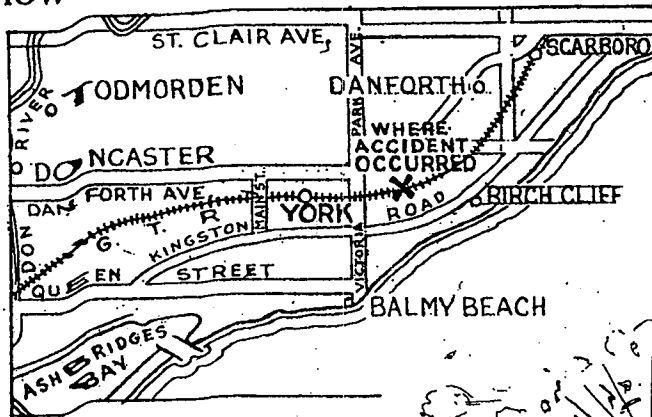 ST. CLAIR AVE,
SCARBORO
TODMORDEN
DANFORTH
PARK AVE.
RIVER
WHERE
ACCIDENT
OCCURRED
DONCASTER
DANFORTH AVE.
MAIN ST.
YORK
ROAD
BIRCH CLIFF
G. T. R
KINGSTON
DON
QUEEN STREET
VICTORIA
BALMY BEACH
ASHBRIDGES
BAY